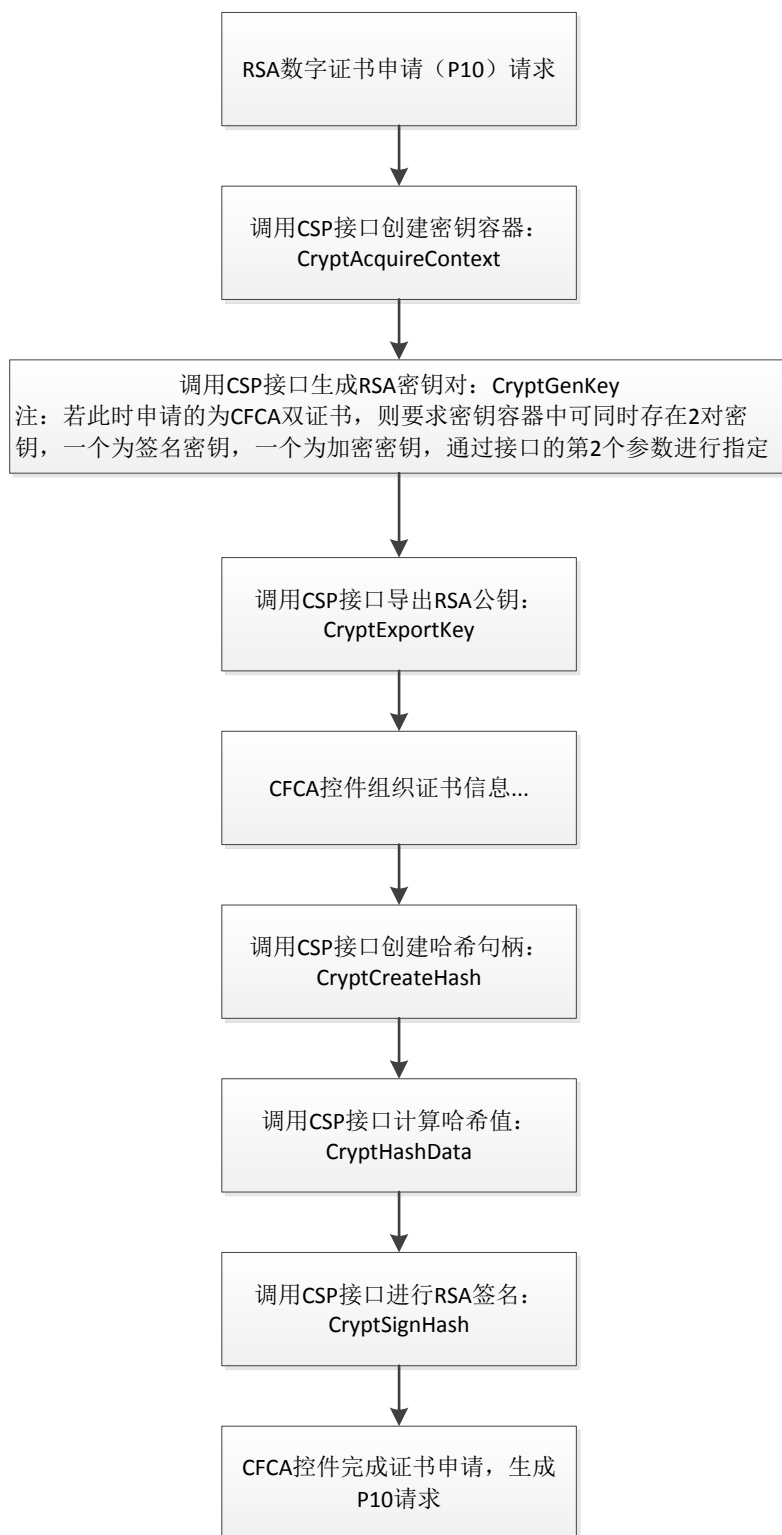 RSA数字证书申请（P10）请求
调用CSP接口创建密钥容器：
CryptAcquireContext
调用CSP接口生成RSA密钥对：CryptGenKey
注：若此时申请的为CFCA双证书，则要求密钥容器中可同时存在2对密
钥，一个为签名密钥，一个为加密密钥，通过接口的第2个参数进行指定
调用CSP接口导出RSA公钥：
CryptExportKey
CFCA控件组织证书信息...
调用CSP接口创建哈希句柄：
CryptCreateHash
调用CSP接口计算哈希值：
CryptHashData
调用CSP接口进行RSA签名：
CryptSignHash
CFCA控件完成证书申请，生成
P10请求